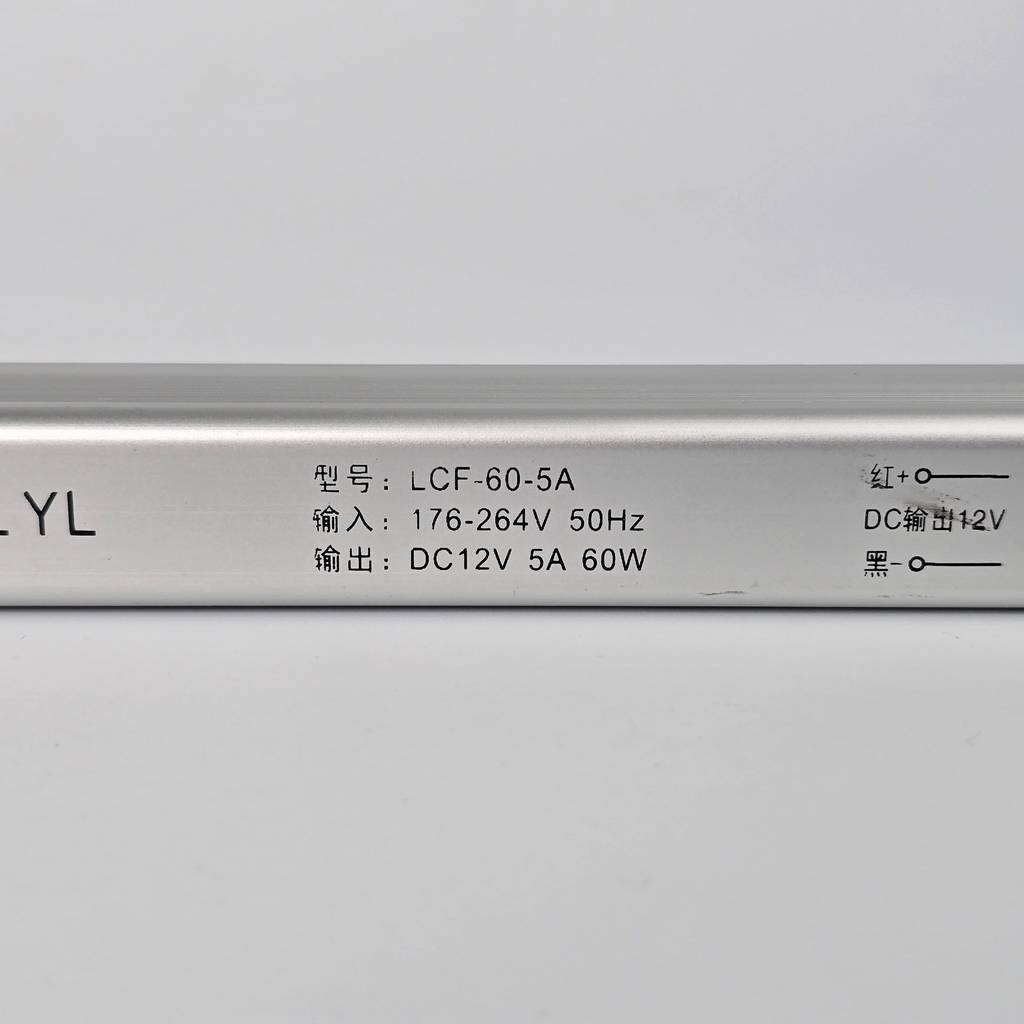 LYL
型号：LCF-60-5A
输入：176-264V 50Hz
输出：DC12V 5A 60W
红+
DC输出12V
黑-